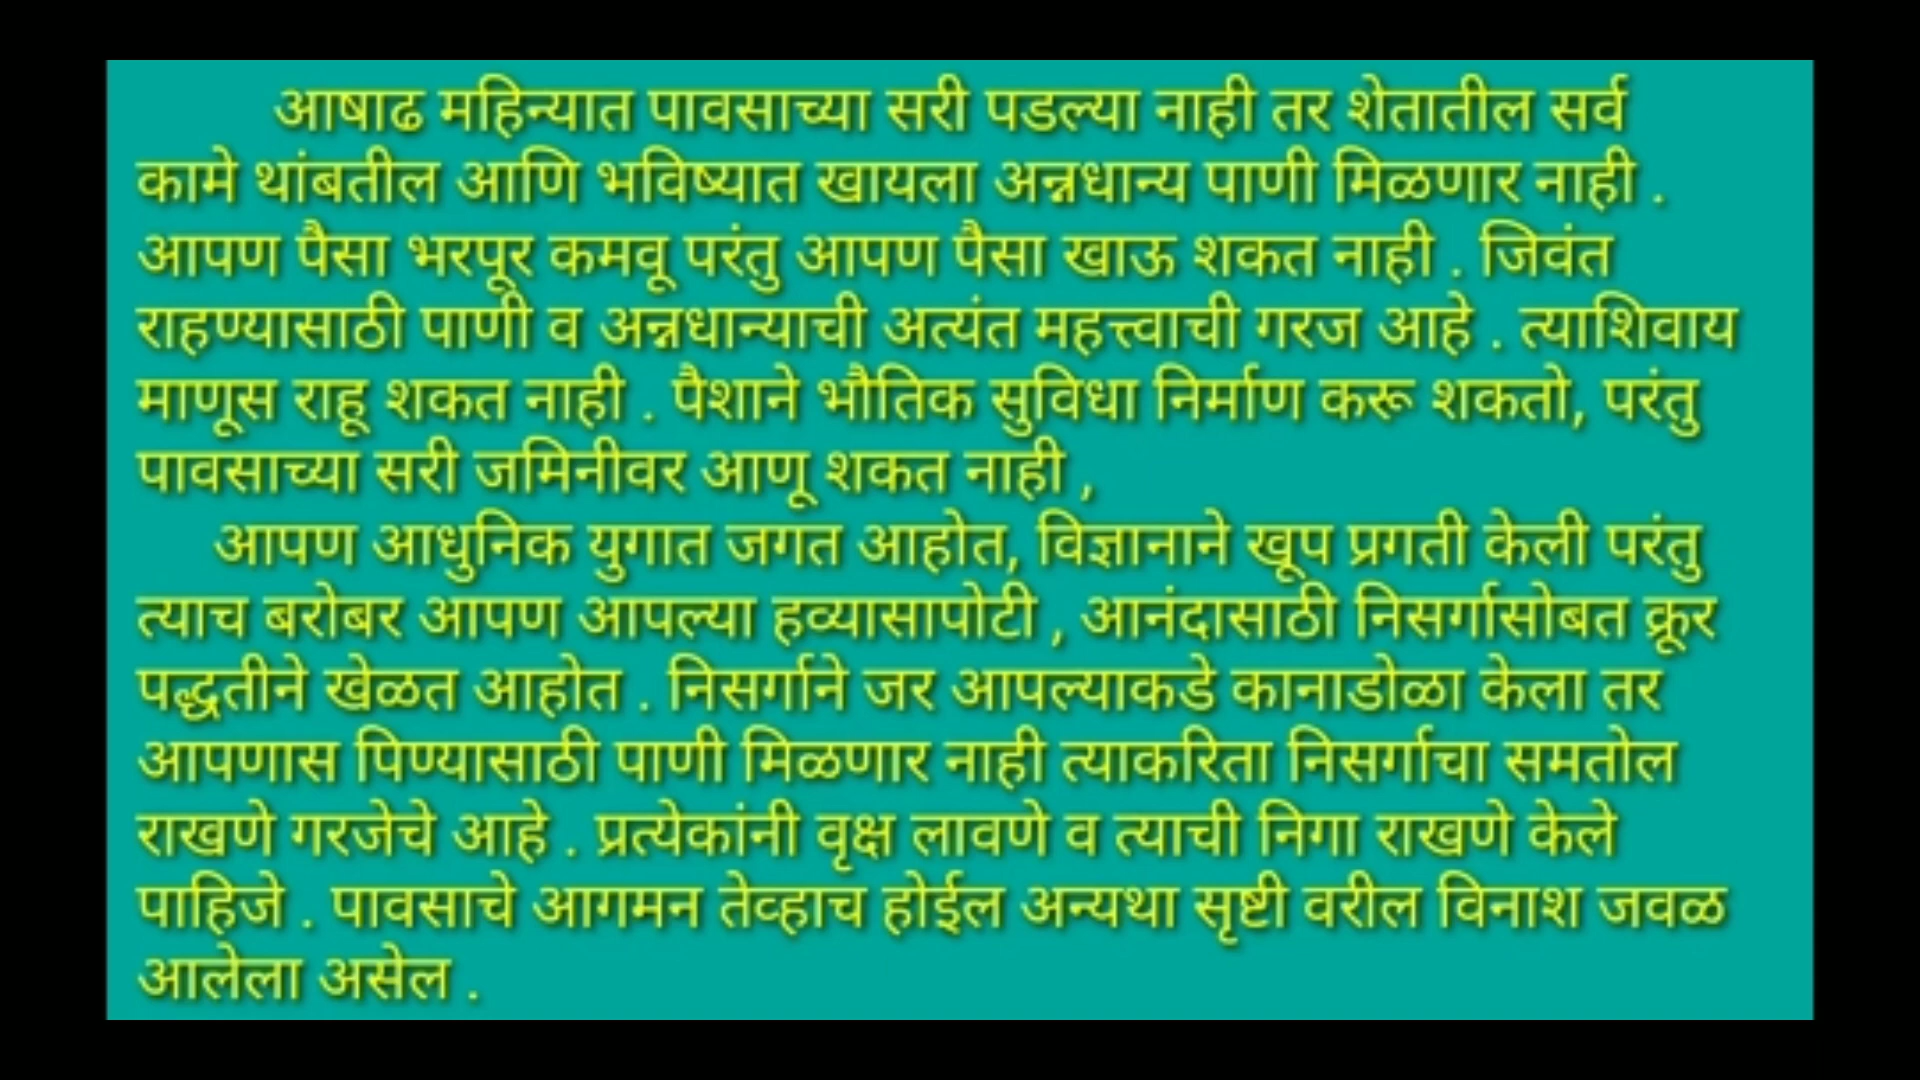 आषाढ महिन्यात पावसाच्या सरी पडल्या नाही तर शेतातील सर्व
कामे थांबतील आणि भविष्यात खायला अन्नधान्य पाणी मिळणार नाही .
आपण पैसा भरपूर कमवू परंतु आपण पैसा खाऊ शकत नाही . जिवंत
राहण्यासाठी पाणी व अन्नधान्याची अत्यंत महत्त्वाची गरज आहे . त्याशिवाय
माणूस राहू शकत नाही . पैशाने भौतिक सुविधा निर्माण करू शकतो, परंतु
पावसाच्या सरी जमिनीवर आणू शकत नाही ,
आपण आधुनिक युगात जगत आहोत, विज्ञानाने खूप प्रगती केली परंतु
त्याच बरोबर आपण आपल्या हव्यासापोटी , आनंदासाठी निसर्गासोबत क्रूर
पद्धतीने खेळत आहोत . निसर्गाने जर आपल्याकडे कानाडोळा केला तर
आपणास पिण्यासाठी पाणी मिळणार नाही त्याकरिता निसर्गाचा समतोल
राखणे गरजेचे आहे . प्रत्येकांनी वृक्ष लावणे व त्याची निगा राखणे केले
पाहिजे . पावसाचे आगमन तेव्हाच होईल अन्यथा सृष्टी वरील विनाश जवळ
आलेला असेल .